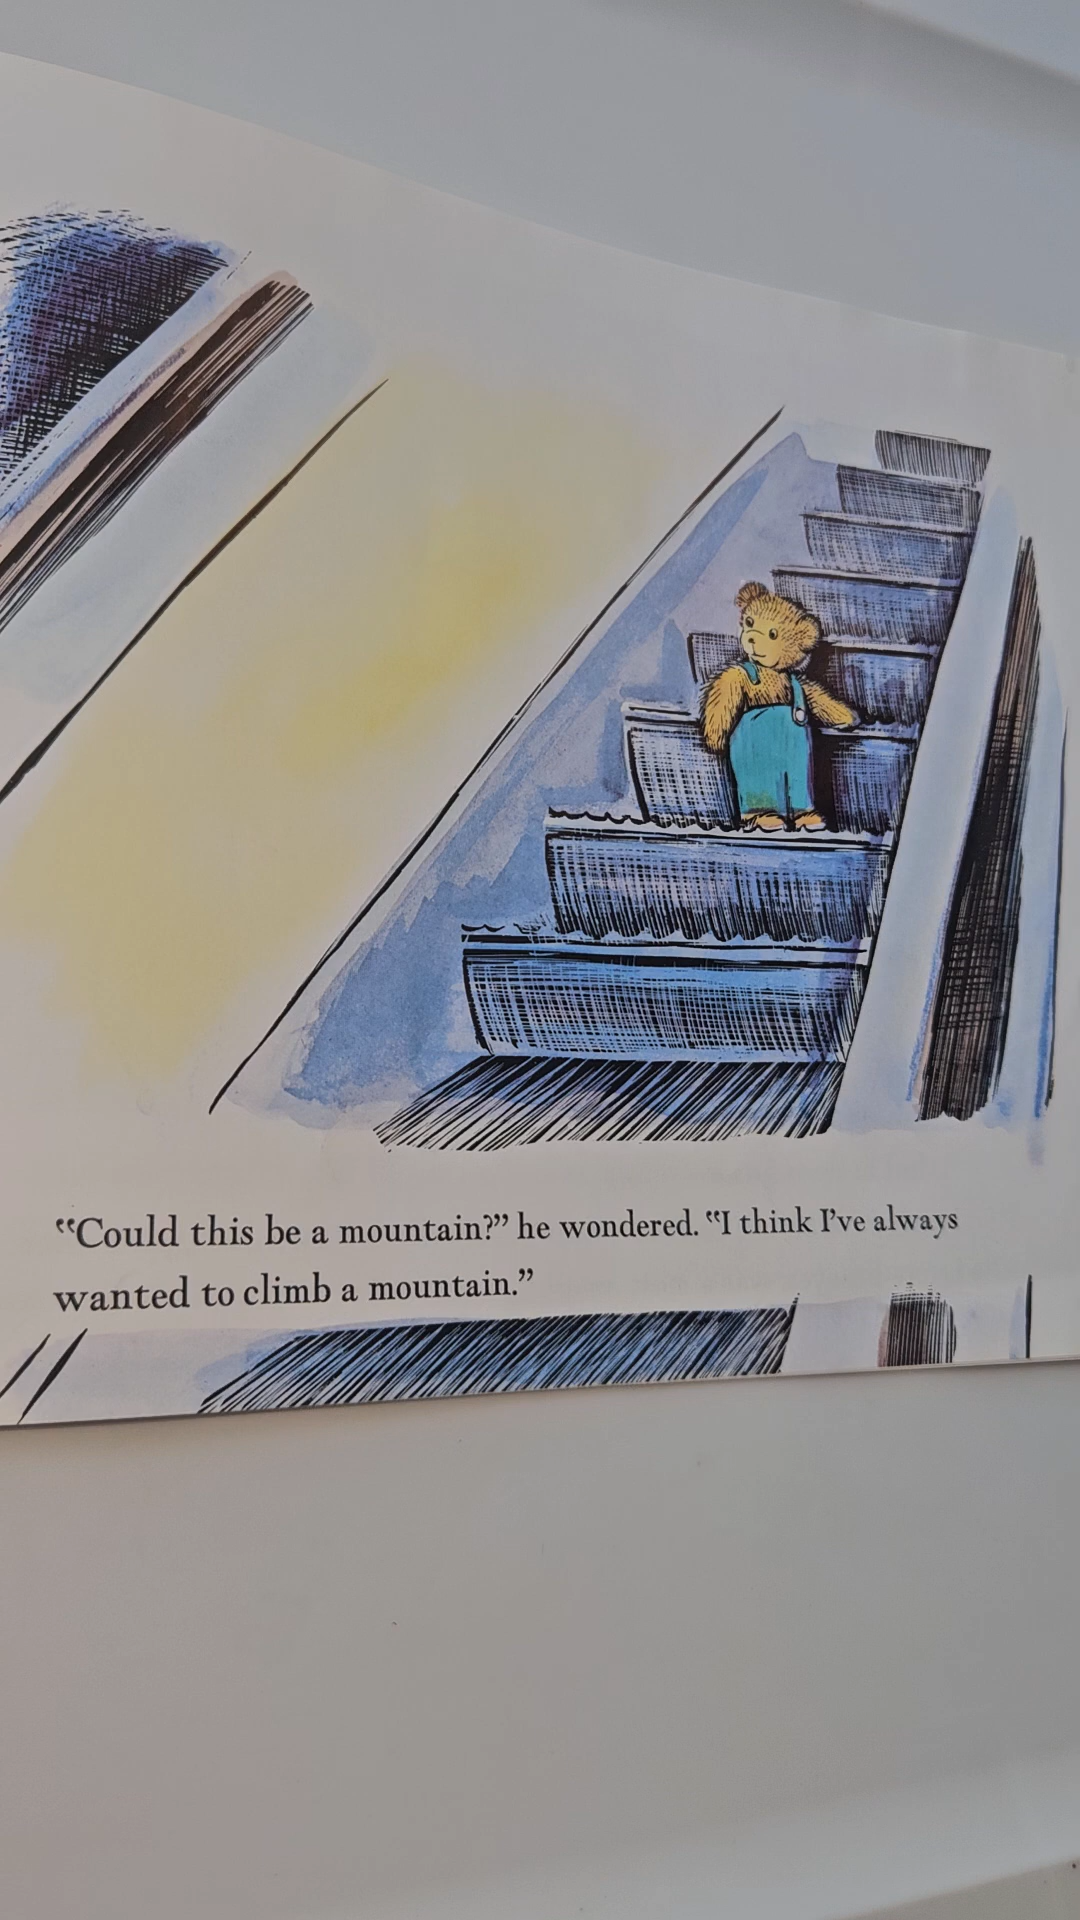 “Could this be a mountain?” he wondered. “I think I’ve always
wanted to climb a mountain.”